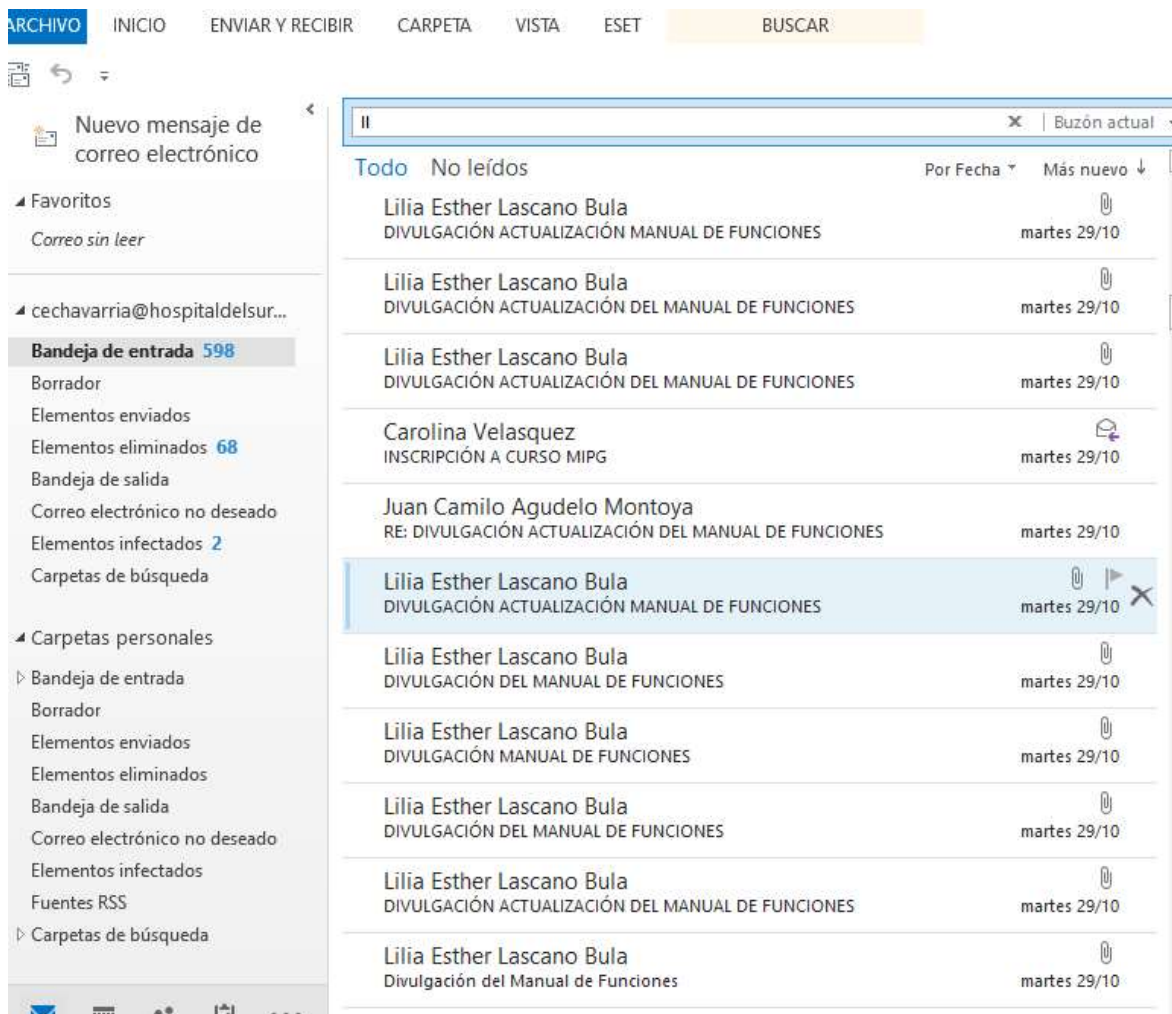 ARCHIVO INICIO ENVIAR Y RECIBIR CARPETA VISTA ESET BUSCAR
Nuevo mensaje de
correo electrónico
Favoritos
Correo sin leer
cechavarria@hospitaldelsur...
Bandeja de entrada 598
Borrador
Elementos enviados
Elementos eliminados 68
Bandeja de salida
Correo electrónico no deseado
Elementos infectados 2
Carpetas de búsqueda
Carpetas personales
Bandeja de entrada
Borrador
Elementos enviados
Elementos eliminados
Bandeja de salida
Correo electrónico no deseado
Elementos infectados
Fuentes RSS
Carpetas de búsqueda
Buzón actual
Todo No leídos Por Fecha Más nuevo
Lilia Esther Lascano Bula
DIVULGACIÓN ACTUALIZACIÓN MANUAL DE FUNCIONES martes 29/10
Lilia Esther Lascano Bula
DIVULGACIÓN ACTUALIZACIÓN DEL MANUAL DE FUNCIONES martes 29/10
Lilia Esther Lascano Bula
DIVULGACIÓN ACTUALIZACIÓN DEL MANUAL DE FUNCIONES martes 29/10
Carolina Velasquez
INSCRIPCIÓN A CURSO MIPG martes 29/10
Juan Camilo Agudelo Montoya
RE: DIVULGACIÓN ACTUALIZACIÓN DEL MANUAL DE FUNCIONES martes 29/10
Lilia Esther Lascano Bula
DIVULGACIÓN ACTUALIZACIÓN MANUAL DE FUNCIONES martes 29/10
Lilia Esther Lascano Bula
DIVULGACIÓN DEL MANUAL DE FUNCIONES martes 29/10
Lilia Esther Lascano Bula
DIVULGACIÓN MANUAL DE FUNCIONES martes 29/10
Lilia Esther Lascano Bula
DIVULGACIÓN DEL MANUAL DE FUNCIONES martes 29/10
Lilia Esther Lascano Bula
DIVULGACIÓN ACTUALIZACIÓN DEL MANUAL DE FUNCIONES martes 29/10
Lilia Esther Lascano Bula
Divulgación del Manual de Funciones martes 29/10